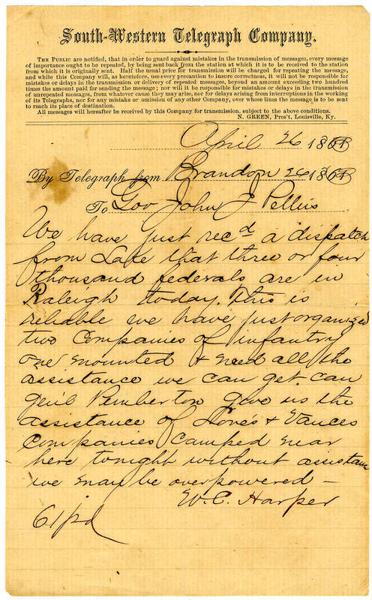 South-Western Telegraph Company.
THE PUBLIC are notified, that in order to guard against mistakes in the transmission of messages, every message
of importance ought to be repeated, by being sent back from the station at which it is to be received to the station
from which it is originally sent. Half the usual price for transmission will be charged for repeating the message,
and while this Company will, as heretofore, use every precaution to insure correctness, it will not be responsible for
mistakes or delays in the transmission or delivery of repeated messages, beyond an amount exceeding two hundred
times the amount paid for sending the message; nor will it be responsible for mistakes or delays in the transmission
of unrepeated messages, from whatever cause they may arise, nor for delays arising from interruptions in the working
of its Telegraphs, nor for any mistake or omission of any other Company, over whose lines the message is to be sent
to reach its place of destination.
All messages will hereafter be received by this Company for transmission, subject to the above conditions.
N. GREEN, Pres't, Louisville, Ky.
April 26 1863
By Telegraph from Brandon 26 1863
To Gov John J Pettus
We have just recd a dispatch
from Lake that three or four
thousand federals are in
Raleigh today. This is
reliable we have just organized
two Companies of infantry
one mounted & need all the
assistance we can get. can
Genl Pemberton give us the
assistance of Loves & Vances
Companies Camped near
here tonight without assistance
we may be overpowered —
W. C. Harper
61 pd